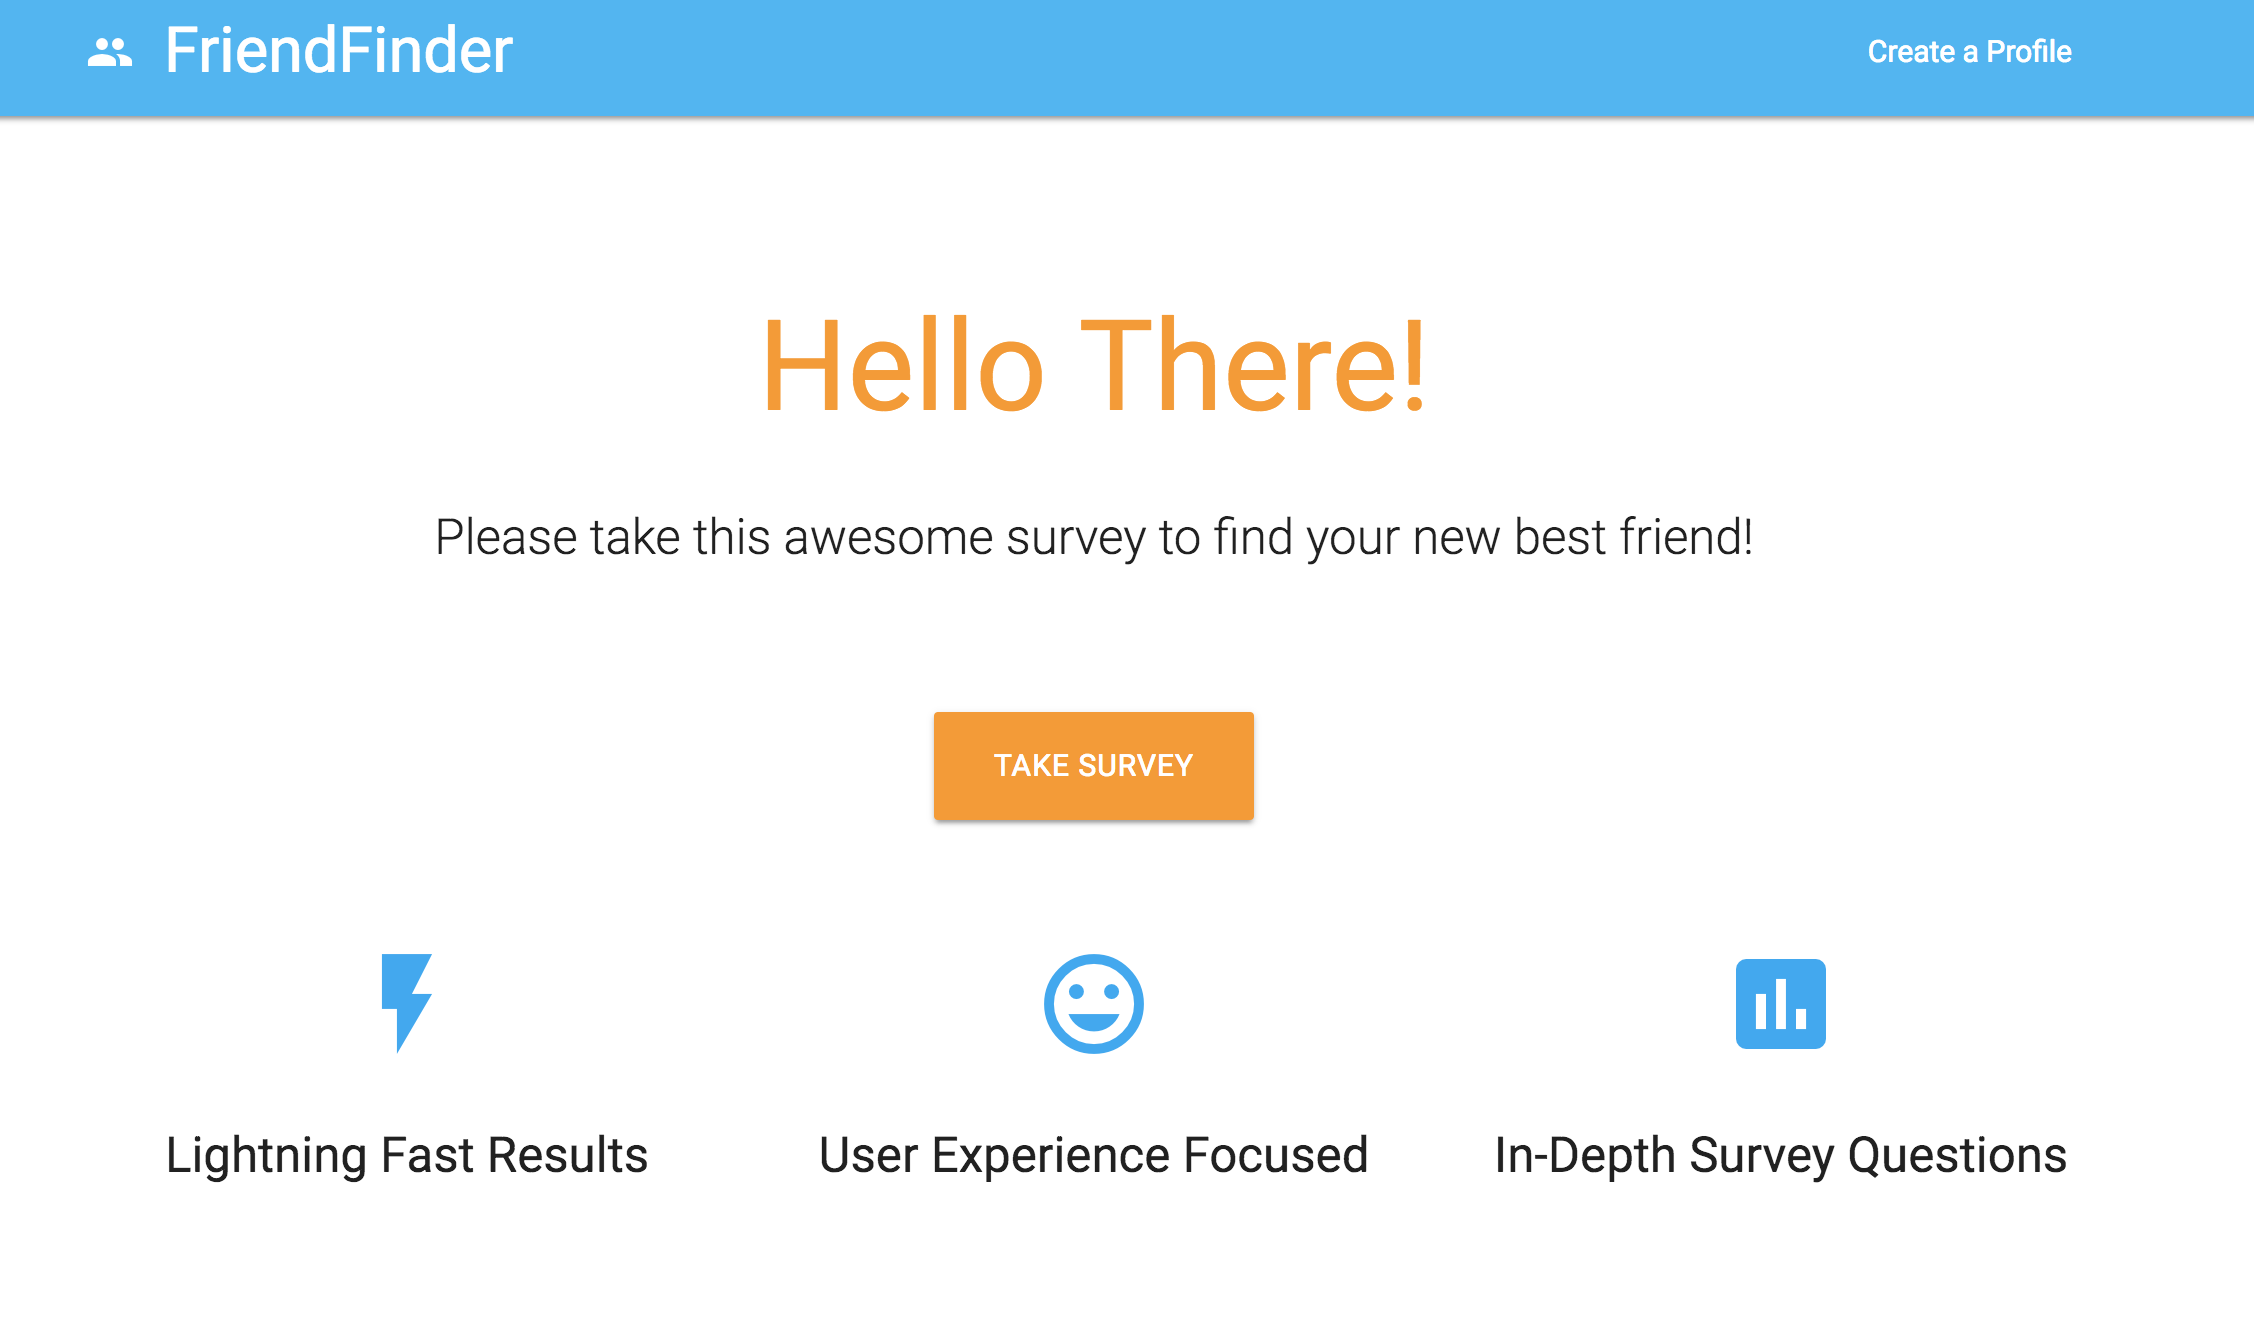 FriendFinder
Create a Profile
Hello There!
Please take this awesome survey to find your new best friend!
TAKE SURVEY
Lightning Fast Results
User Experience Focused
In-Depth Survey Questions